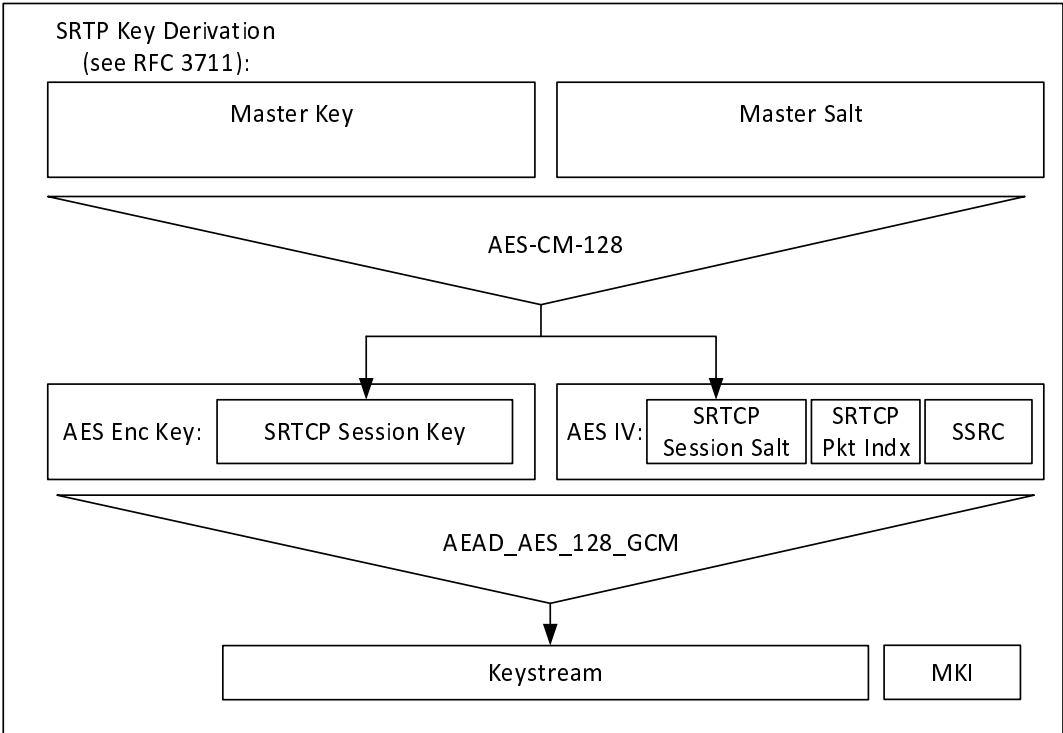 SRTP Key Derivation
(see RFC 3711):
Master Key
Master Salt
AES-CM-128
AES Enc Key:
SRTCP Session Key
AES IV:
SRTCP
Session Salt
SRTCP
Pkt Indx
SSRC
AEAD_AES_128_GCM
Keystream
MKI